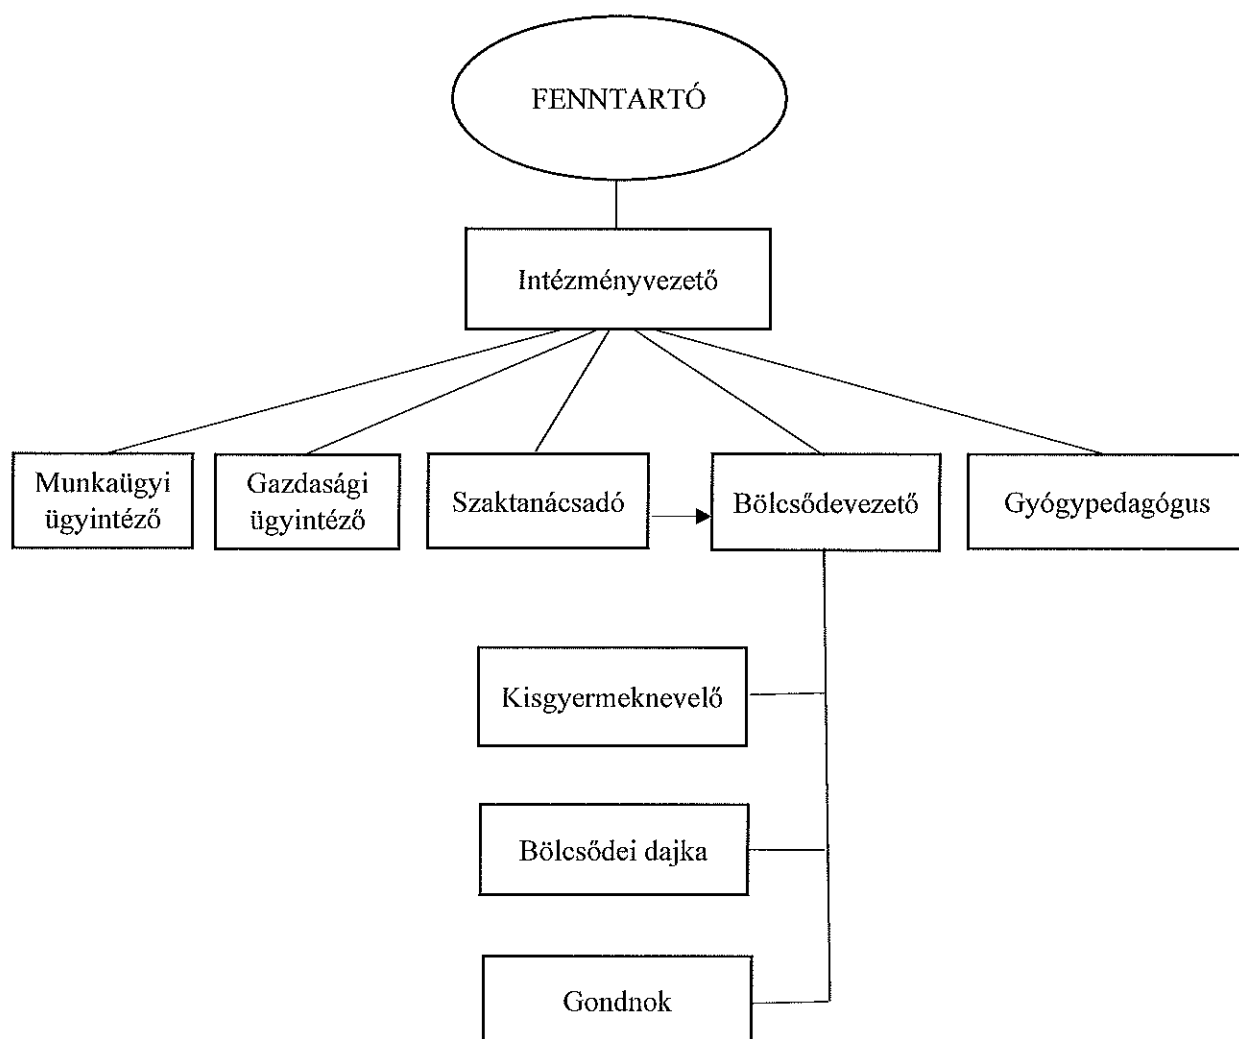 FENNTARTÓ
Intézményvezető
Munkaügyi
ügyintéző
Gazdasági
ügyintéző
Szaktanácsadó
Bölcsődevezető
Gyógypedagógus
Kisgyermeknevelő
Bölcsődei dajka
Gondnok